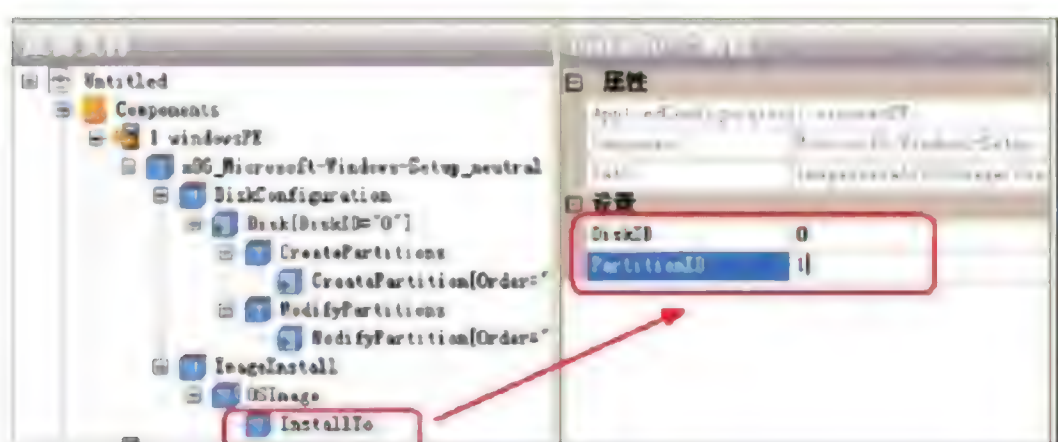 Untitled
Components
1 windowsPE
x86_Microsoft-Windows-Setup_neutral
DiskConfiguration
Disk[DiskID="0"]
CreatePartitions
CreatePartition[Order="
ModifyPartitions
ModifyPartition[Order="
ImageInstall
OSImage
InstallTo
属性
设置
DiskID 0
PartitionID 1